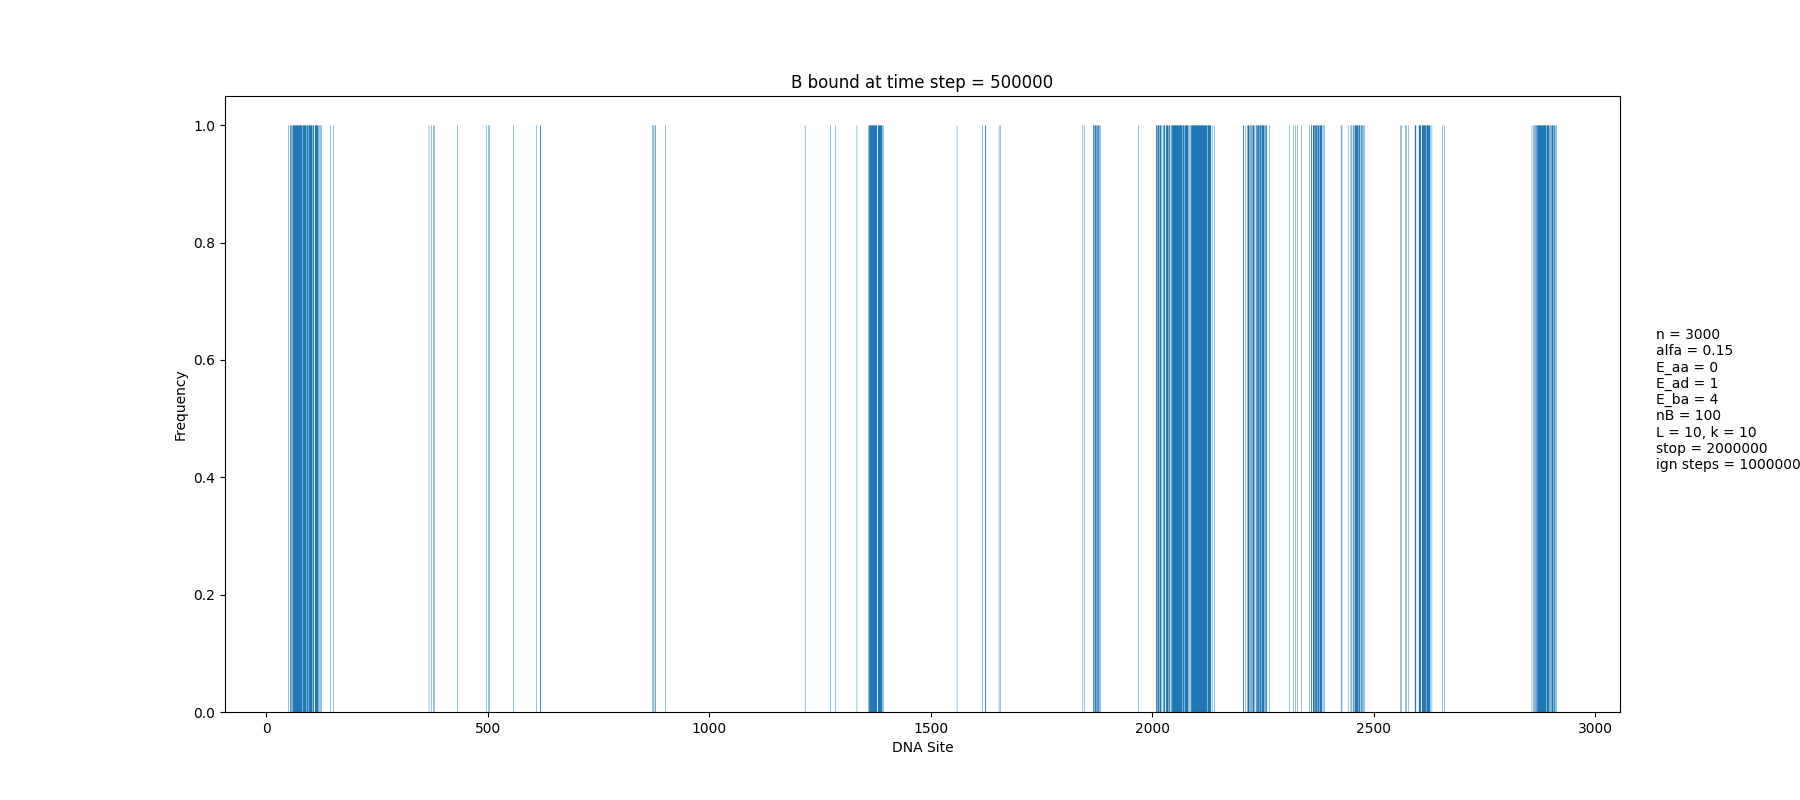 B bound at time step = 500000
1.0
0.8
0.6
0.4
0.2
0.0
Frequency
0 500 1000 1500 2000 2500 3000
DNA Site
n = 3000
alfa = 0.15
E_aa = 0
E_ad = 1
E_ba = 4
nB = 100
L = 10, k = 10
stop = 2000000
ign steps = 1000000